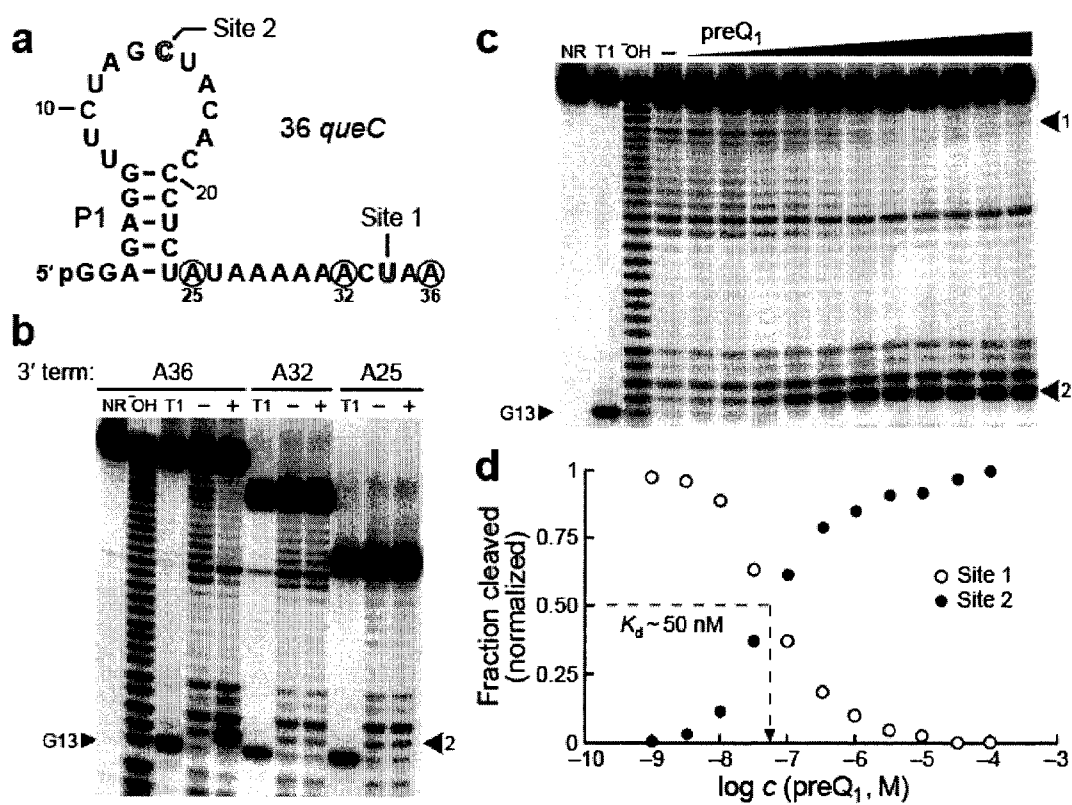 a
Site 2
AGCU
U A
10 – C C
U A
U C
G – C
20
36 queC
G – C
P1
A – U
G – C
Site 1
5′ pGGA – UAUAAAAAACUAA
25 32 36
b
3′ term: A36 A32 A25
NR ⁻OH T1 – + T1 – + T1 – +
G13
2
c
preQ₁
NR T1 ⁻OH –
1
G13
2
d
Fraction cleaved
(normalized)
1
0.75
0.50
0.25
0
Kd ~ 50 nM
Site 1
Site 2
–10 –9 –8 –7 –6 –5 –4 –3
log c (preQ₁, M)